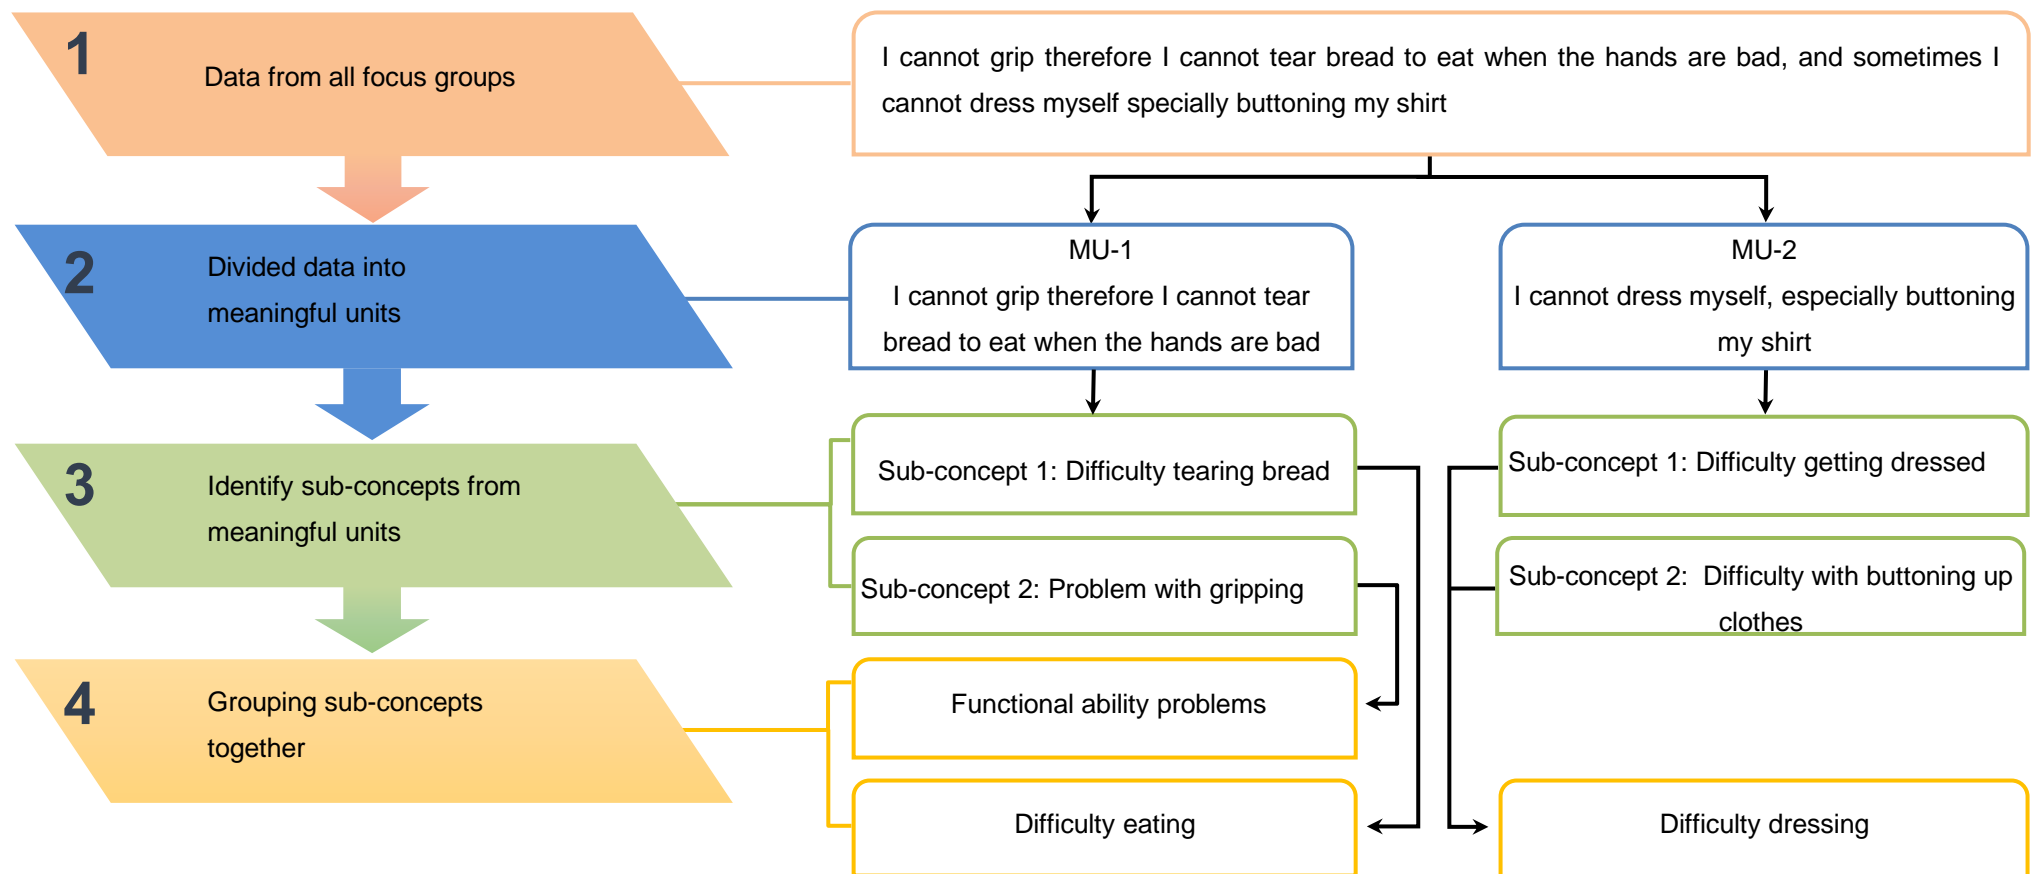 1
Data from all focus groups
I cannot grip therefore I cannot tear bread to eat when the hands are bad, and sometimes I
cannot dress myself specially buttoning my shirt
2
Divided data into
meaningful units
MU-1
I cannot grip therefore I cannot tear
bread to eat when the hands are bad
MU-2
I cannot dress myself, especially buttoning
my shirt
3
Identify sub-concepts from
meaningful units
Sub-concept 1: Difficulty tearing bread
Sub-concept 2: Problem with gripping
Sub-concept 1: Difficulty getting dressed
Sub-concept 2:  Difficulty with buttoning up
clothes
4
Grouping sub-concepts
together
Functional ability problems
Difficulty eating
Difficulty dressing